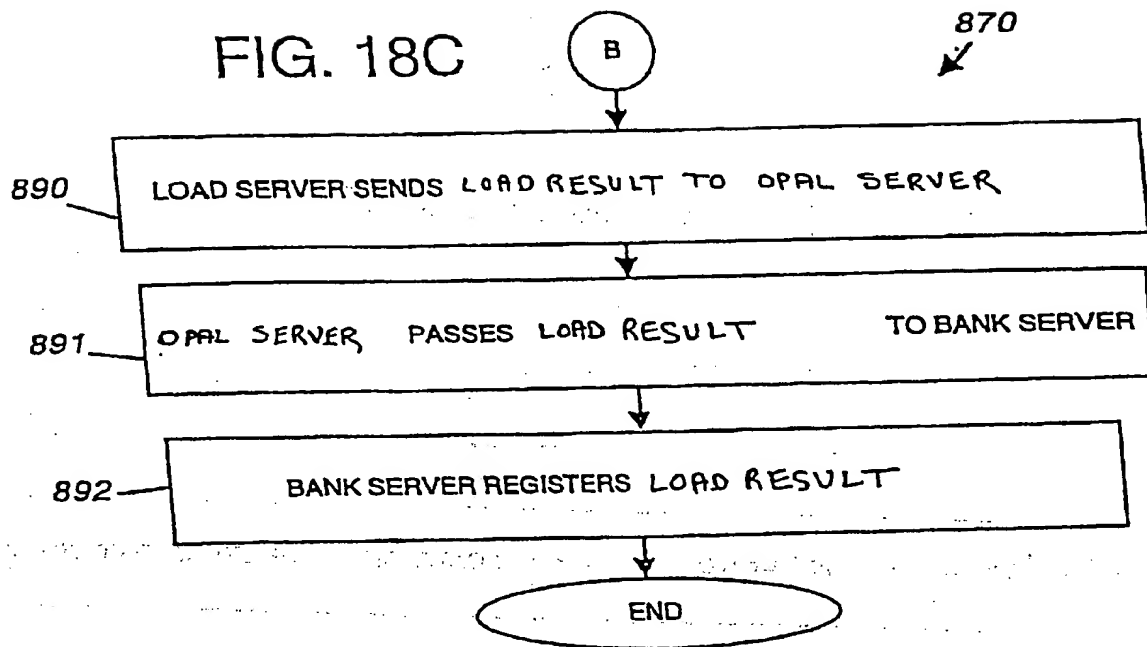 FIG. 18C
B
870
890
LOAD SERVER SENDS LOAD RESULT TO OPAL SERVER
891
OPAL SERVER PASSES LOAD RESULT TO BANK SERVER
892
BANK SERVER REGISTERS LOAD RESULT
END